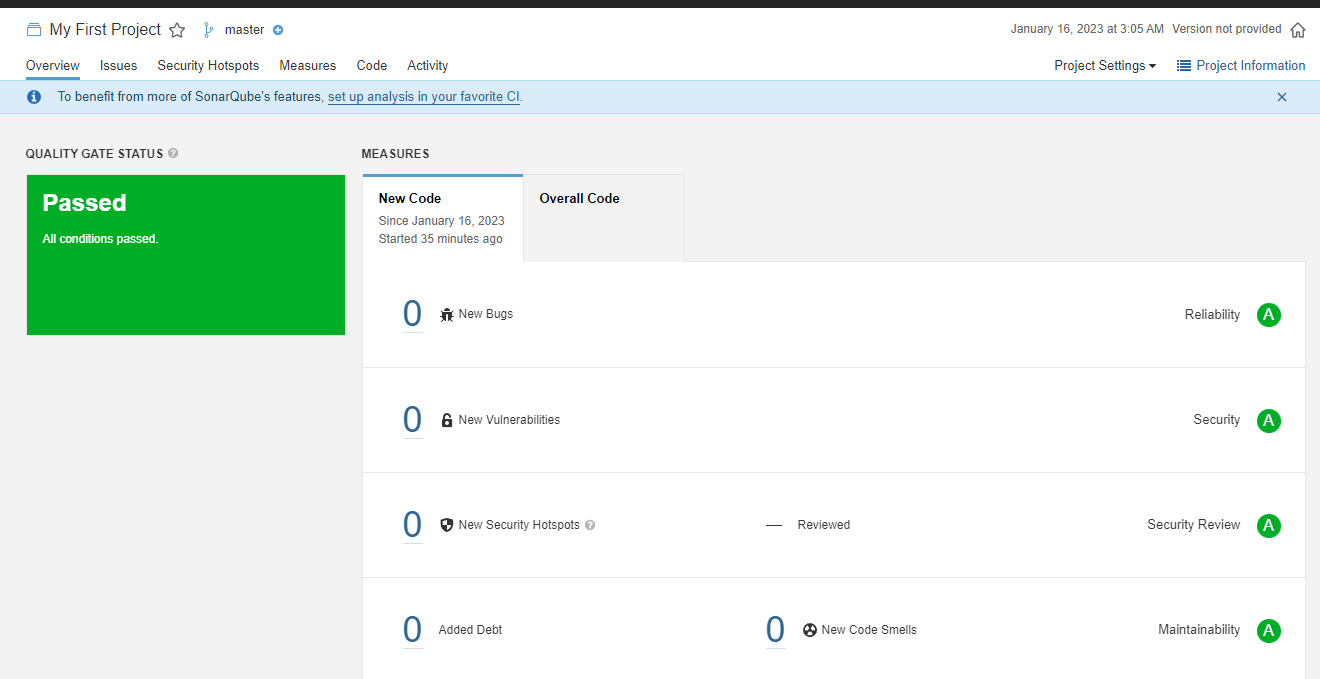 My First Project master January 16, 2023 at 3:05 AM Version not provided
Overview Issues Security Hotspots Measures Code Activity Project Settings Project Information
To benefit from more of SonarQube's features, set up analysis in your favorite CI.
QUALITY GATE STATUS ? MEASURES
Passed
All conditions passed.
New Code
Since January 16, 2023
Started 35 minutes ago
Overall Code
0 New Bugs Reliability A
0 New Vulnerabilities Security A
0 New Security Hotspots ? — Reviewed Security Review A
0 Added Debt 0 New Code Smells Maintainability A